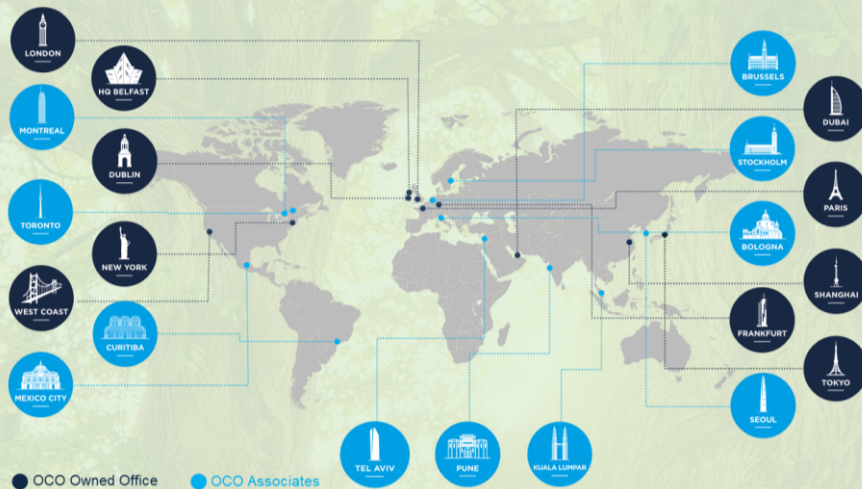 LONDON
HQ BELFAST
MONTREAL
DUBLIN
TORONTO
NEW YORK
WEST COAST
CURITIBA
MEXICO CITY
BRUSSELS
DUBAI
STOCKHOLM
PARIS
BOLOGNA
SHANGHAI
FRANKFURT
TOKYO
SEOUL
TEL AVIV
PUNE
KUALA LUMPAR
OCO Owned Office
OCO Associates